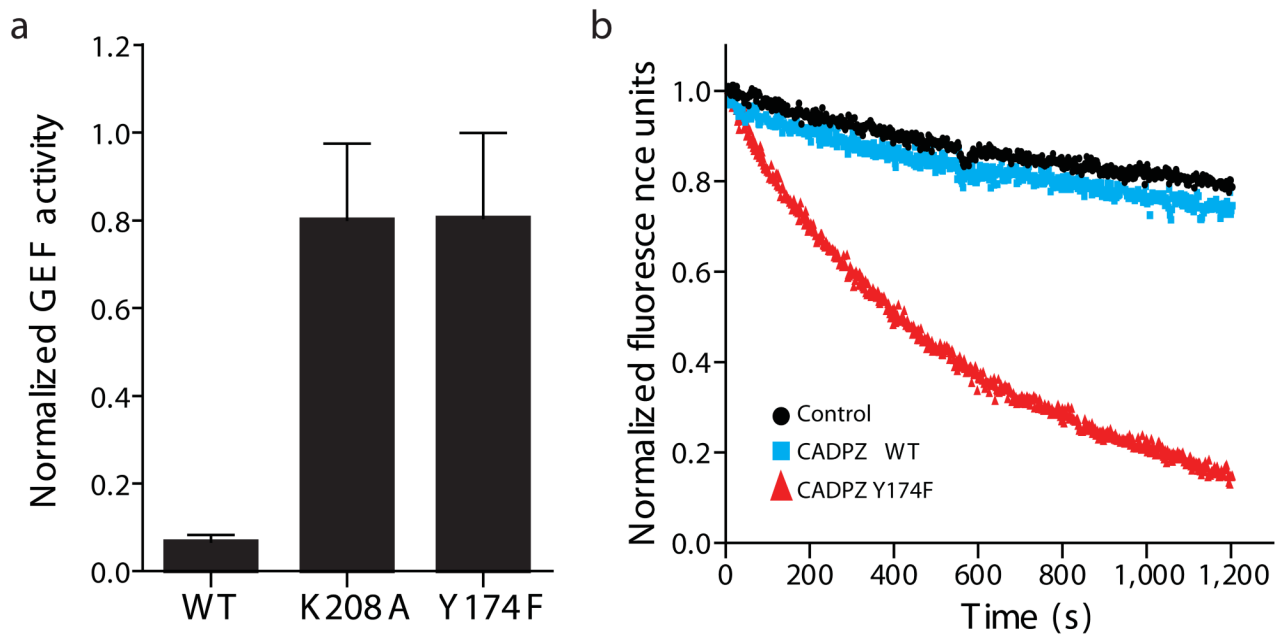 a
Normalized GEF activity
1.2
1.0
0.8
0.6
0.4
0.2
0.0
WT K208A Y174F
b
Normalized fluoresce nce units
1.0
0.8
0.6
0.4
0.2
0.0
Control
CADPZ WT
CADPZ Y174F
0 200 400 600 800 1,000 1,200
Time (s)